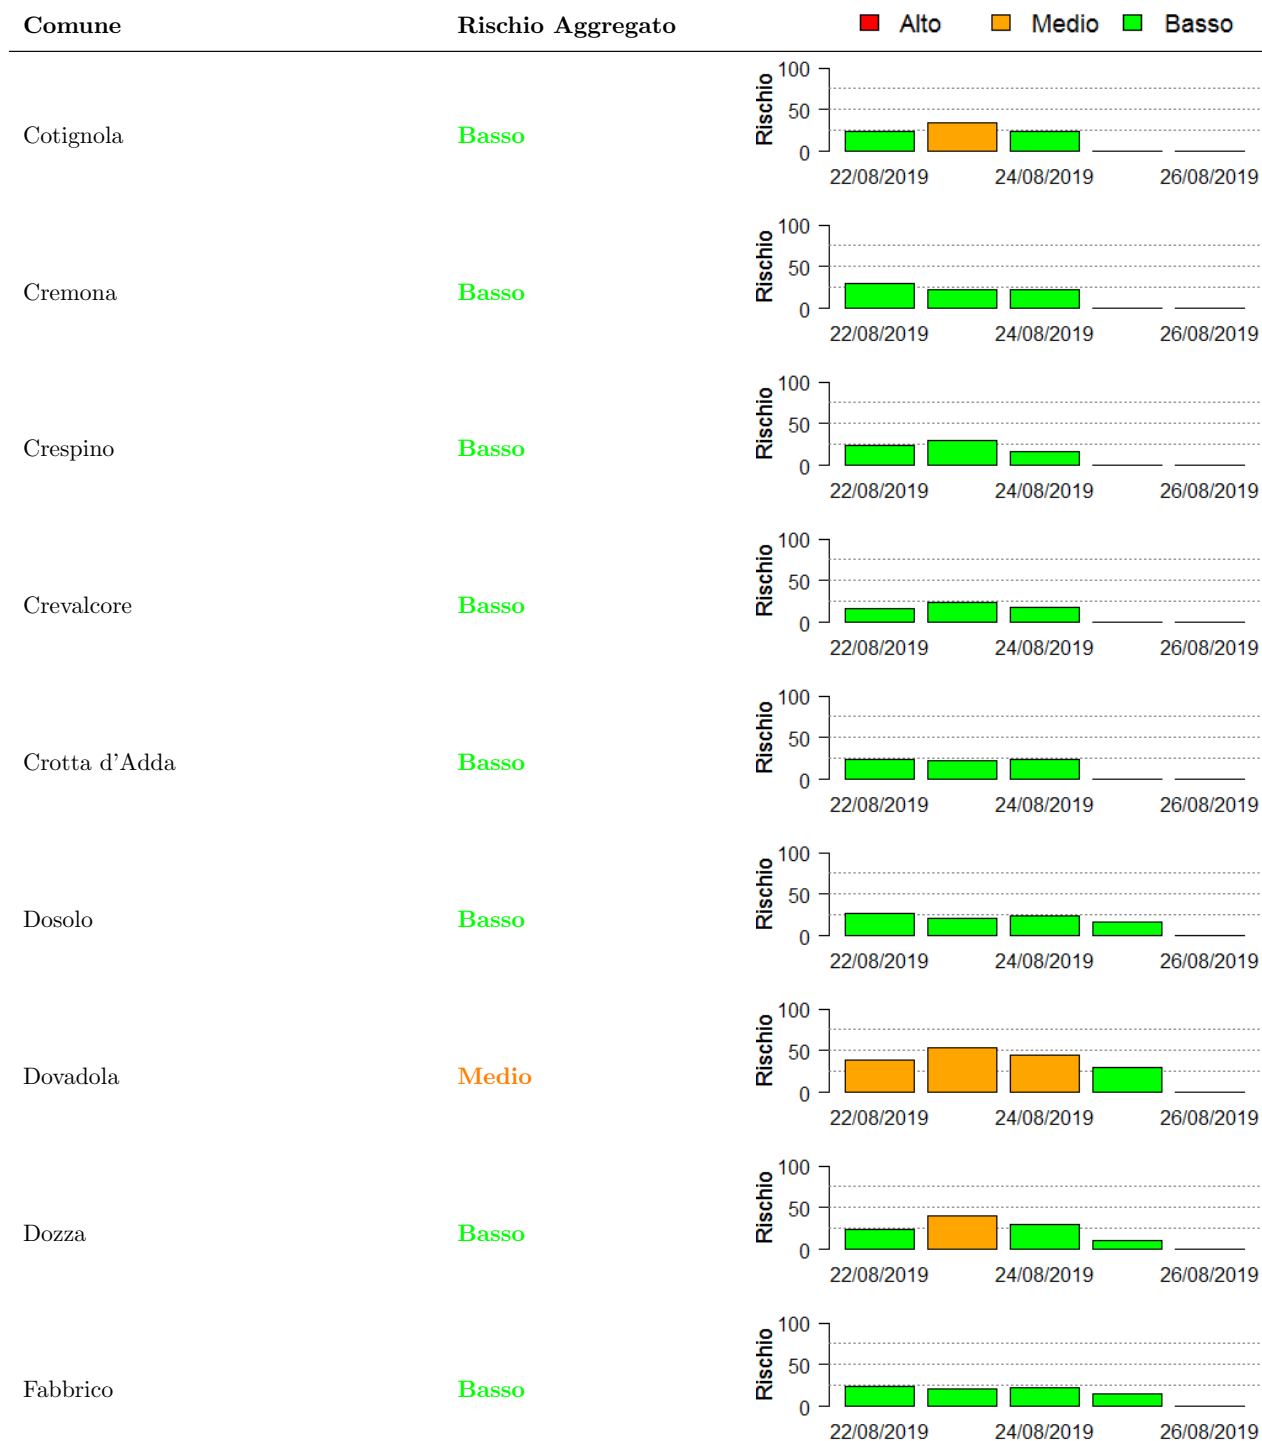 Comune Rischio Aggregato Alto Medio Basso
Cotignola Basso Rischio 100 50 0
22/08/2019 24/08/2019 26/08/2019
Cremona Basso Rischio 100 50 0
22/08/2019 24/08/2019 26/08/2019
Crespino Basso Rischio 100 50 0
22/08/2019 24/08/2019 26/08/2019
Crevalcore Basso Rischio 100 50 0
22/08/2019 24/08/2019 26/08/2019
Crotta d'Adda Basso Rischio 100 50 0
22/08/2019 24/08/2019 26/08/2019
Dosolo Basso Rischio 100 50 0
22/08/2019 24/08/2019 26/08/2019
Dovadola Medio Rischio 100 50 0
22/08/2019 24/08/2019 26/08/2019
Dozza Basso Rischio 100 50 0
22/08/2019 24/08/2019 26/08/2019
Fabbrico Basso Rischio 100 50 0
22/08/2019 24/08/2019 26/08/2019